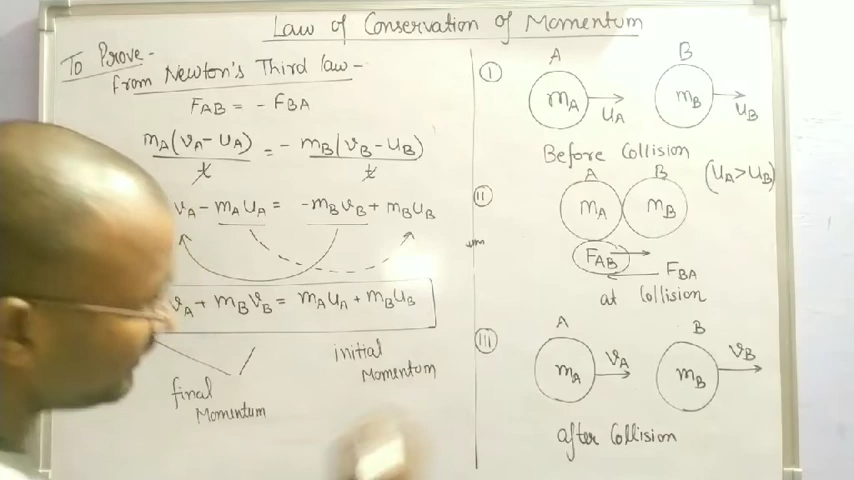 Law of Conservation of Momentum
To Prove-
from Newton's Third law-
FAB = - FBA
mA(vA - uA) = - mB(vB - uB)
t t
vA - mAuA = -mBvB + mBuB
vA + mBvB = mAuA + mBuB
final Momentum
initial Momentum
I
A B
mA uA mB uB
Before Collision
(uA > uB)
II
A B
mA mB
FAB
FBA
at Collision
III
A B
mA vA mB vB
after Collision